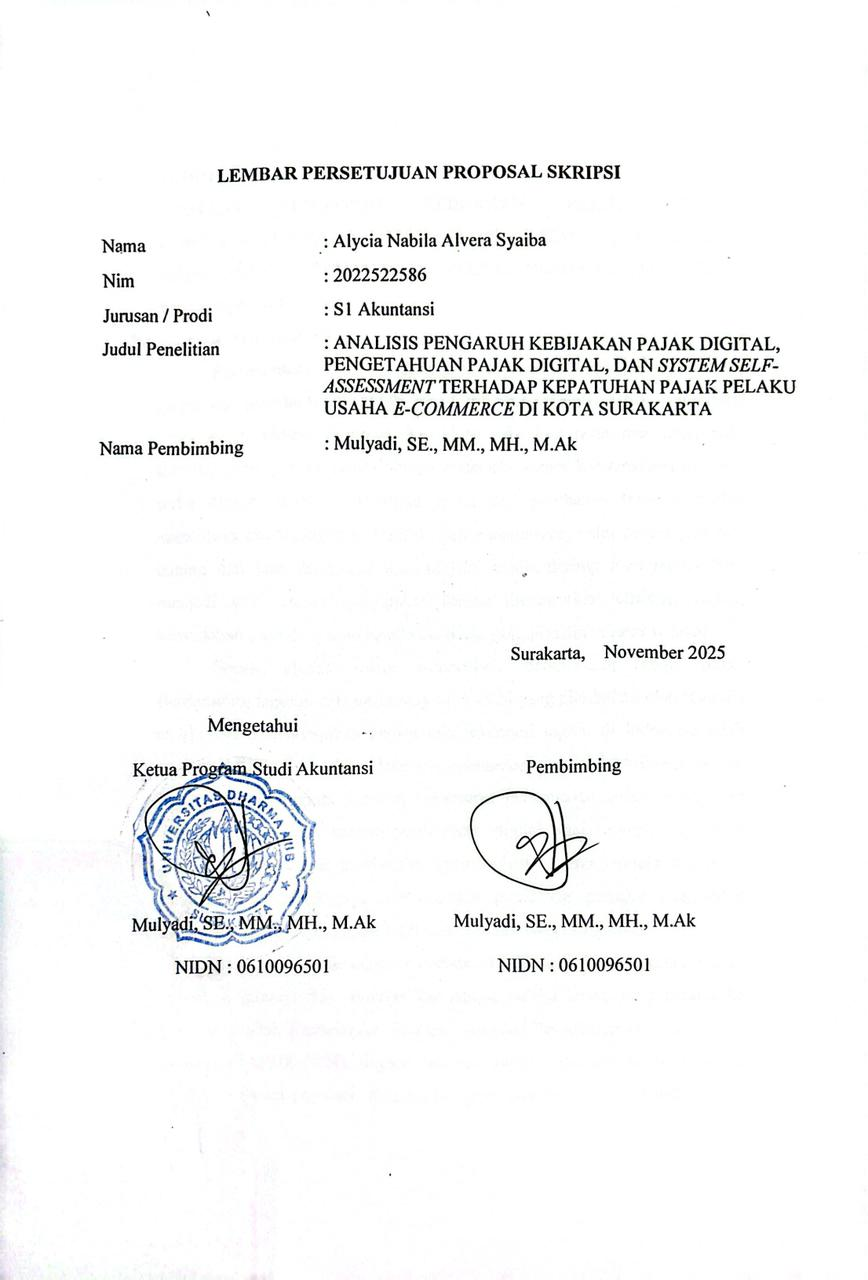 LEMBAR PERSETUJUAN PROPOSAL SKRIPSI
Nama : Alycia Nabila Alvera Syaiba
Nim : 2022522586
Jurusan / Prodi : S1 Akuntansi
Judul Penelitian : ANALISIS PENGARUH KEBIJAKAN PAJAK DIGITAL,
PENGETAHUAN PAJAK DIGITAL, DAN SYSTEM SELF-
ASSESSMENT TERHADAP KEPATUHAN PAJAK PELAKU
USAHA E-COMMERCE DI KOTA SURAKARTA
Nama Pembimbing : Mulyadi, SE., MM., MH., M.Ak
Surakarta, November 2025
Mengetahui
Ketua Program Studi Akuntansi
Pembimbing
UNIVERSITAS DHARMA AUB
SURAKARTA
Mulyadi, SE., MM., MH., M.Ak
Mulyadi, SE., MM., MH., M.Ak
NIDN : 0610096501
NIDN : 0610096501